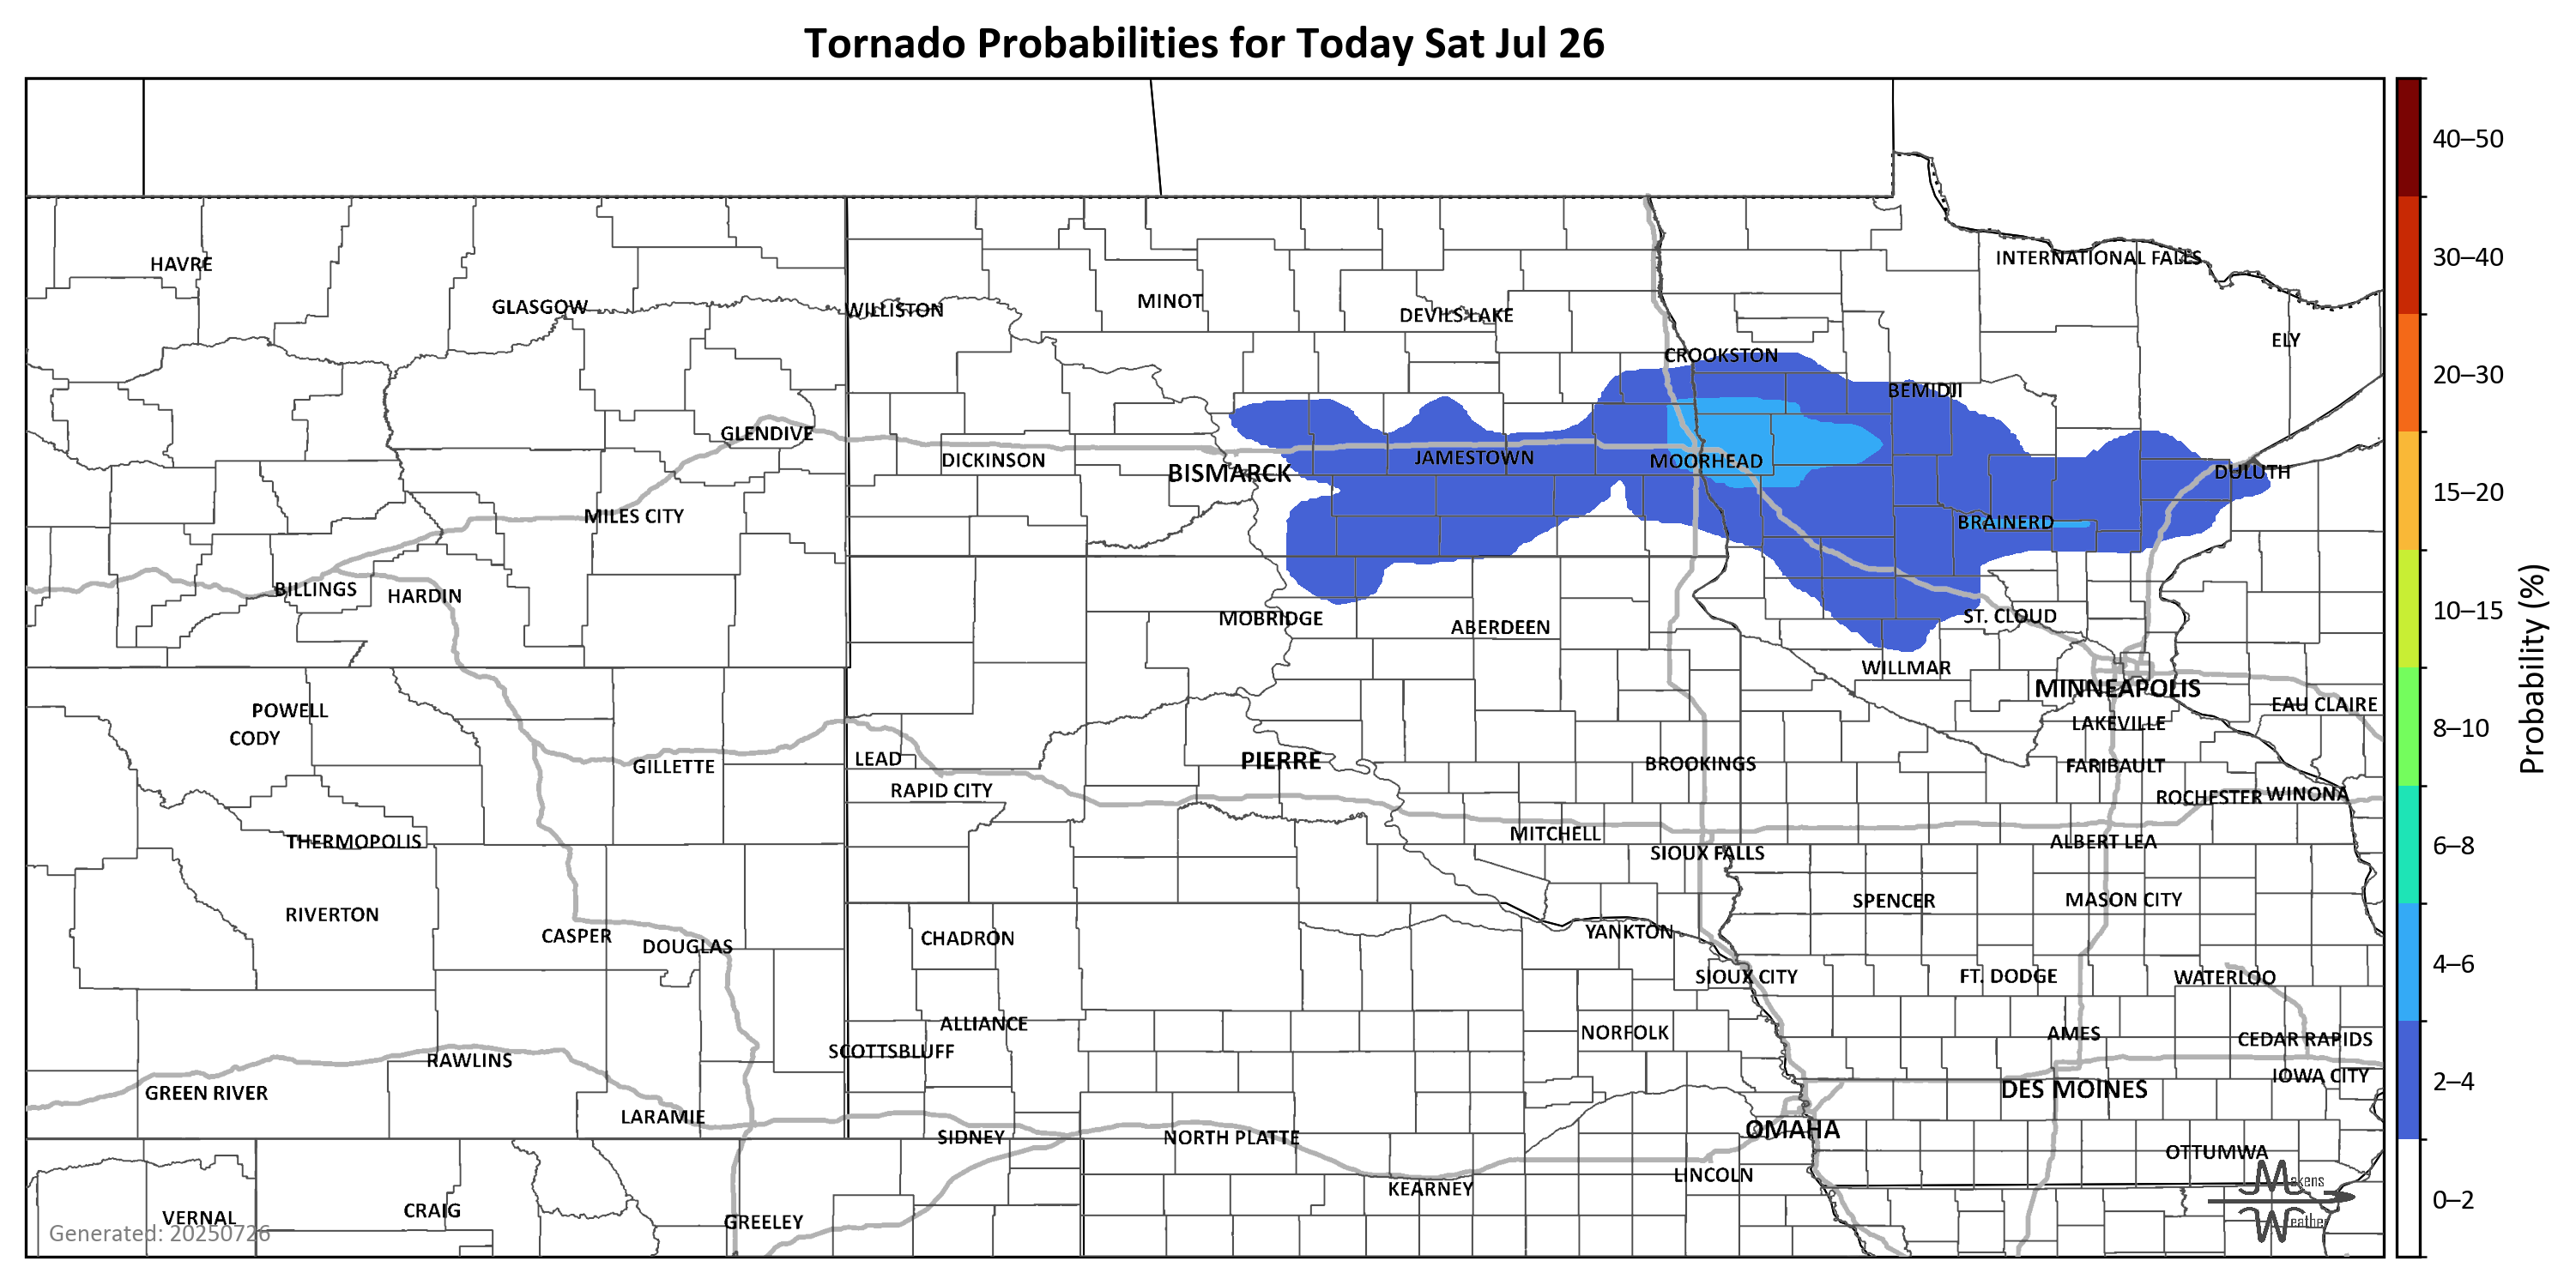 Tornado Probabilities for Today Sat Jul 26
40–50
30–40
20–30
15–20
10–15
8–10
6–8
4–6
2–4
0–2
Probability (%)
HAVRE
INTERNATIONAL FALLS
GLASGOW
WILLISTON
MINOT
DEVILS LAKE
ELY
CROOKSTON
BEMIDJI
GLENDIVE
DICKINSON
BISMARCK
JAMESTOWN
MOORHEAD
DULUTH
MILES CITY
BRAINERD
BILLINGS
HARDIN
MOBRIDGE
ABERDEEN
ST. CLOUD
WILLMAR
MINNEAPOLIS
POWELL
CODY
EAU CLAIRE
LAKEVILLE
GILLETTE
LEAD
PIERRE
BROOKINGS
FARIBAULT
RAPID CITY
ROCHESTER
WINONA
THERMOPOLIS
MITCHELL
ALBERT LEA
SIOUX FALLS
RIVERTON
SPENCER
MASON CITY
CASPER
DOUGLAS
CHADRON
YANKTON
SIOUX CITY
FT. DODGE
WATERLOO
ALLIANCE
NORFOLK
AMES
CEDAR RAPIDS
SCOTTSBLUFF
RAWLINS
GREEN RIVER
DES MOINES
IOWA CITY
LARAMIE
SIDNEY
NORTH PLATTE
OMAHA
OTTUMWA
LINCOLN
KEARNEY
VERNAL
CRAIG
GREELEY
Generated: 20250726
Makens
Weather